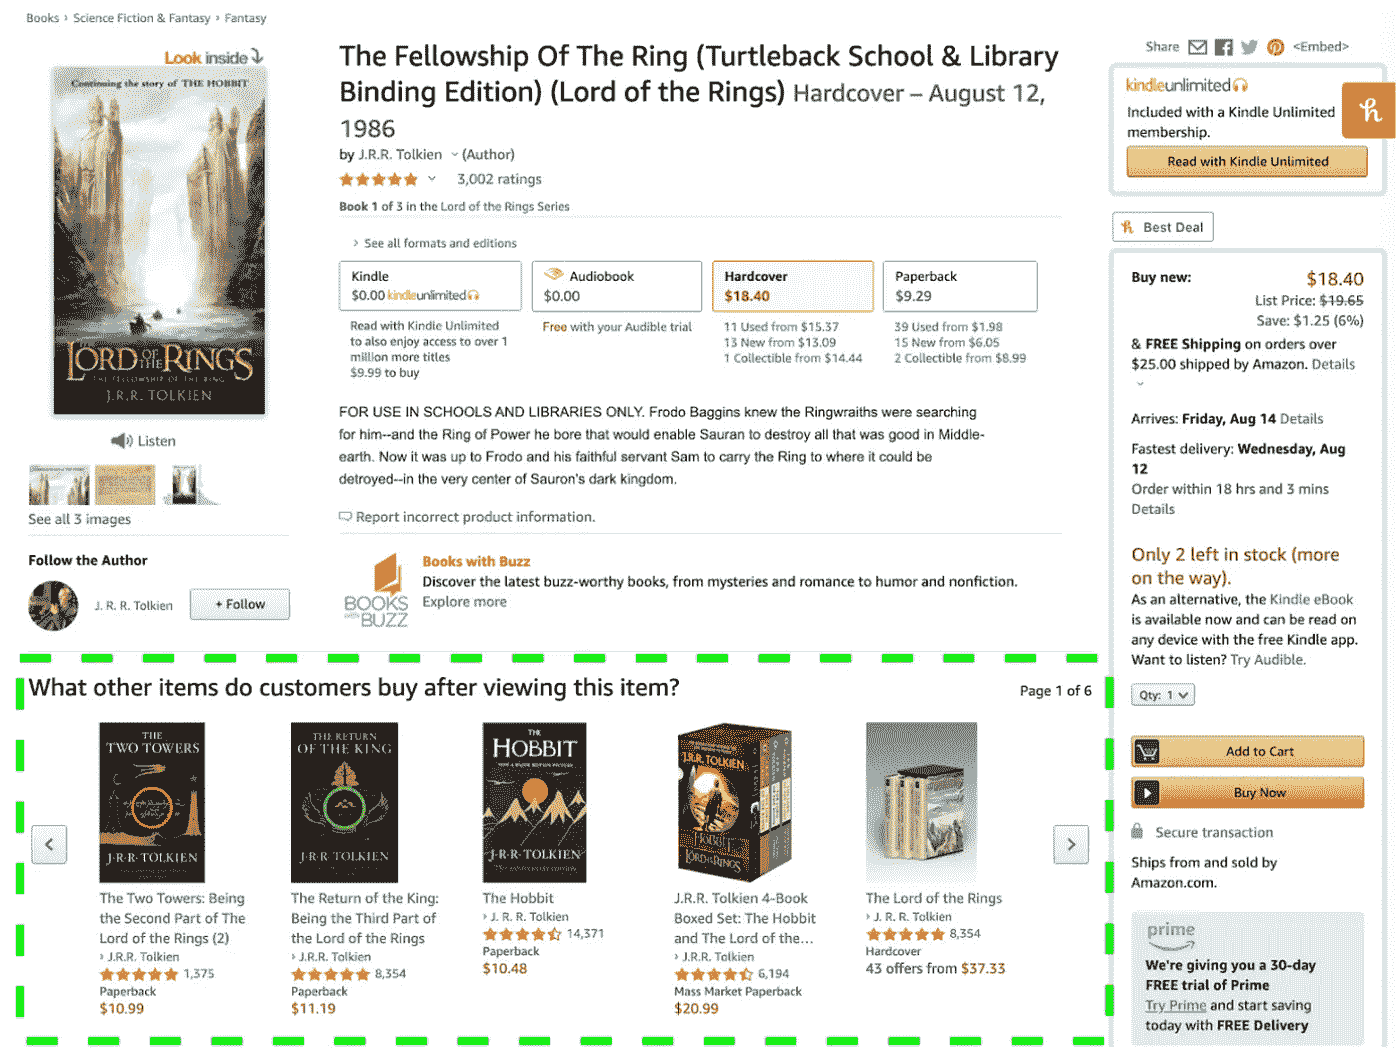 Books › Science Fiction & Fantasy › Fantasy
Look inside
Continuing the story of THE HOBBIT
THE LORD OF THE RINGS
THE FELLOWSHIP OF THE RING
J.R.R. TOLKIEN
Listen
See all 3 images
Follow the Author
J. R. R. Tolkien
+ Follow
The Fellowship Of The Ring (Turtleback School & Library
Binding Edition) (Lord of the Rings) Hardcover – August 12,
1986
by J.R.R. Tolkien (Author)
3,002 ratings
Book 1 of 3 in the Lord of the Rings Series
› See all formats and editions
Kindle
$0.00 kindleunlimited
Read with Kindle Unlimited
to also enjoy access to over 1
million more titles
$9.99 to buy
Audiobook
$0.00
Free with your Audible trial
Hardcover
$18.40
11 Used from $15.37
13 New from $13.09
1 Collectible from $14.44
Paperback
$9.29
39 Used from $1.98
15 New from $6.05
2 Collectible from $8.99
FOR USE IN SCHOOLS AND LIBRARIES ONLY. Frodo Baggins knew the Ringwraiths were searching
for him--and the Ring of Power he bore that would enable Sauran to destroy all that was good in Middle-
earth. Now it was up to Frodo and his faithful servant Sam to carry the Ring to where it could be
detroyed--in the very center of Sauron's dark kingdom.
Report incorrect product information.
BOOKS
with
BUZZ
Books with Buzz
Discover the latest buzz-worthy books, from mysteries and romance to humor and nonfiction.
Explore more
Share <Embed>
kindleunlimited
Included with a Kindle Unlimited
membership.
Read with Kindle Unlimited
h
h Best Deal
Buy new: $18.40
List Price: $19.65
Save: $1.25 (6%)
& FREE Shipping on orders over
$25.00 shipped by Amazon. Details
Arrives: Friday, Aug 14 Details
Fastest delivery: Wednesday, Aug
12
Order within 18 hrs and 3 mins
Details
Only 2 left in stock (more
on the way).
As an alternative, the Kindle eBook
is available now and can be read on
any device with the free Kindle app.
Want to listen? Try Audible.
Qty: 1
Add to Cart
Buy Now
Secure transaction
Ships from and sold by
Amazon.com.
prime
We're giving you a 30-day
FREE trial of Prime
Try Prime and start saving
today with FREE Delivery
What other items do customers buy after viewing this item?
Page 1 of 6
THE
TWO TOWERS
J·R·R·TOLKIEN
The Two Towers: Being
the Second Part of The
Lord of the Rings (2)
› J.R.R. Tolkien
1,375
Paperback
$10.99
THE RETURN
OF THE KING
J·R·R·TOLKIEN
The Return of the King:
Being the Third Part of
the Lord of the Rings
› J.R.R. Tolkien
8,354
Paperback
$11.19
THE
HOBBIT
NOW A MAJOR MOTION PICTURE
J·R·R·TOLKIEN
The Hobbit
› J. R. R. Tolkien
14,371
Paperback
$10.48
J.R.R. TOLKIEN
HOBBIT
LORD OF THE RINGS
J.R.R. Tolkien 4-Book
Boxed Set: The Hobbit
and The Lord of the...
› J.R.R. Tolkien
6,194
Mass Market Paperback
$20.99
The Lord of the Rings
› J. R. R. Tolkien
8,354
Hardcover
43 offers from $37.33